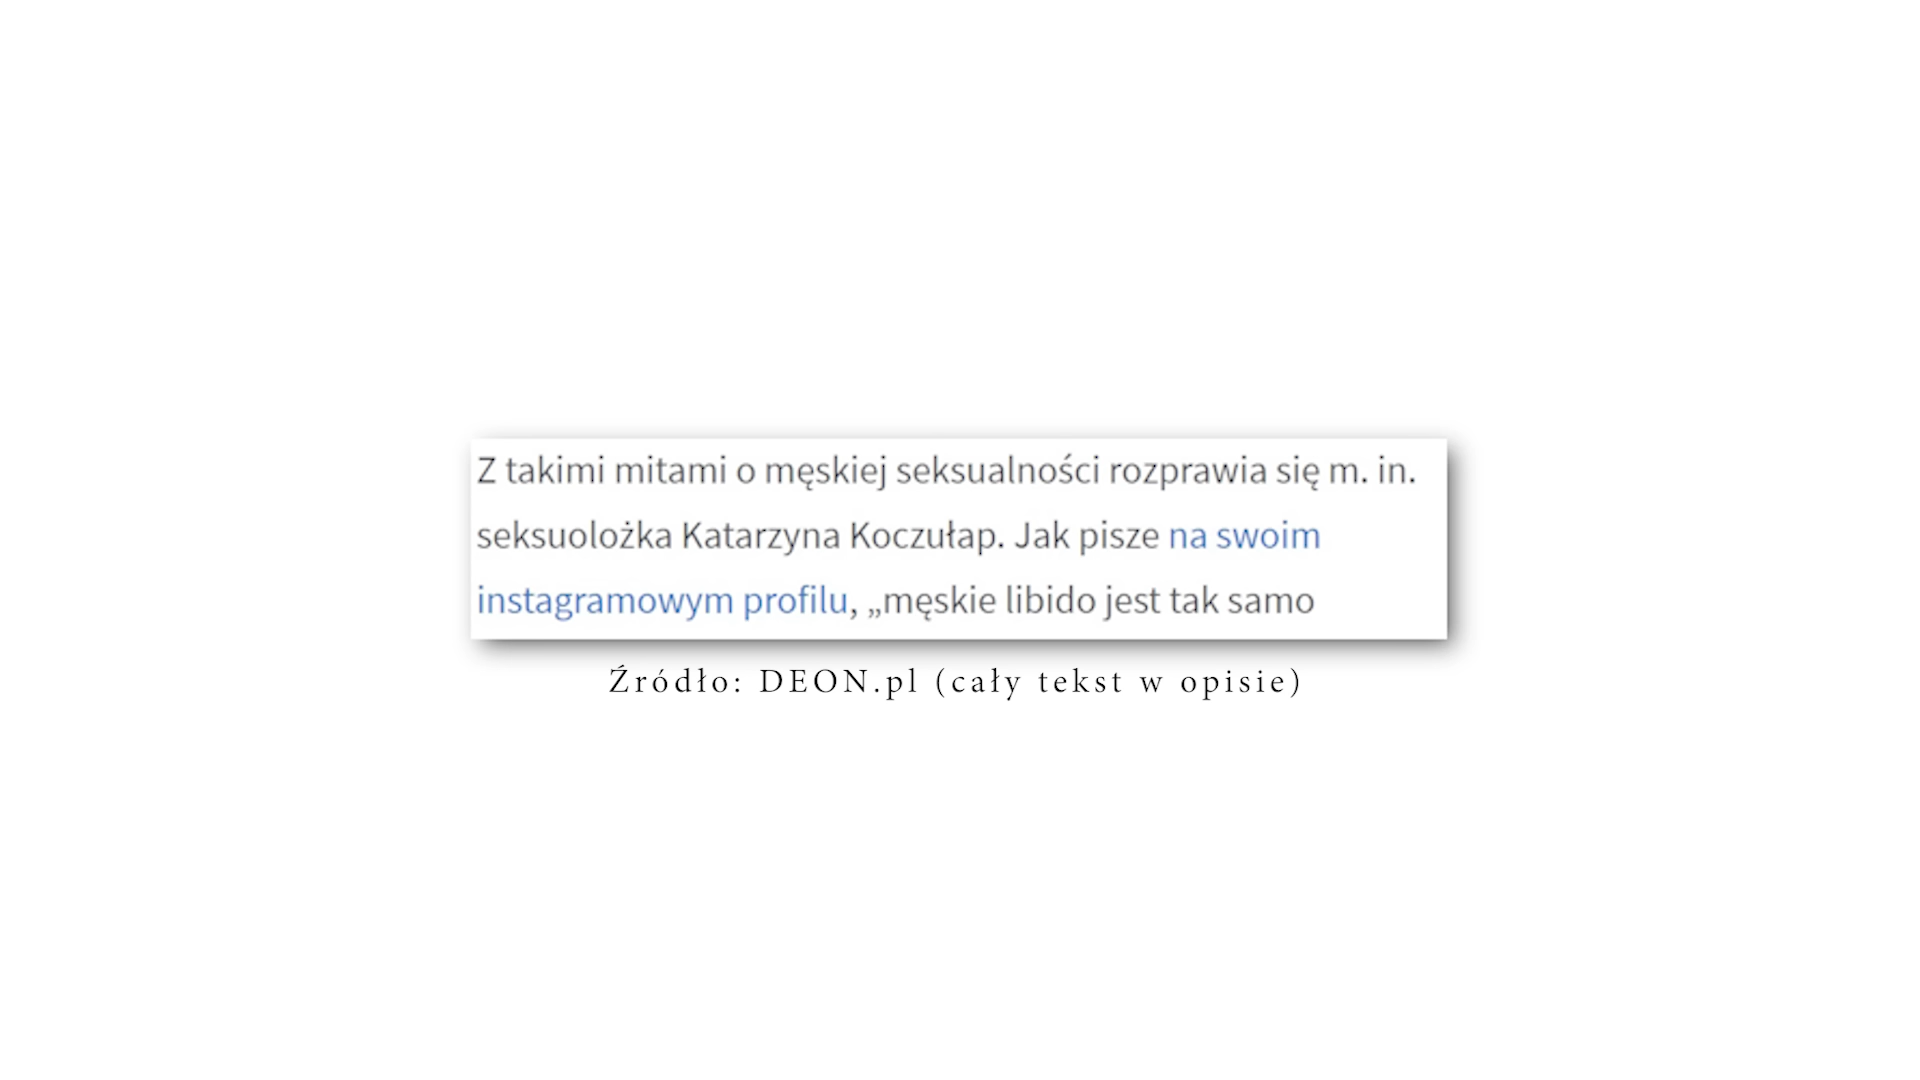 Z takimi mitami o męskiej seksualności rozprawia się m. in.
seksuolożka Katarzyna Koczułap. Jak pisze na swoim
instagramowym profilu, „męskie libido jest tak samo
Źródło: DEON.pl (cały tekst w opisie)